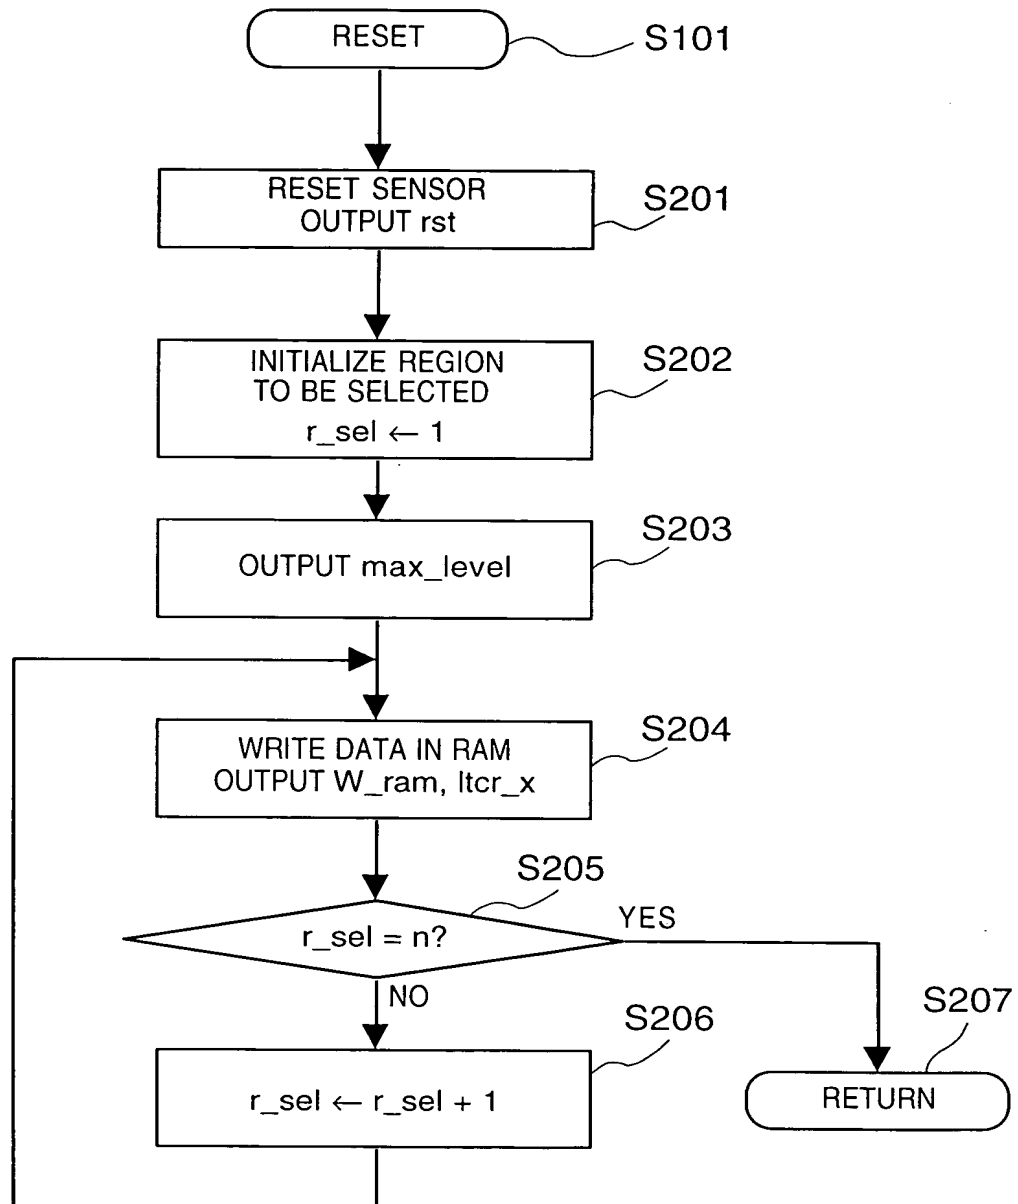 RESET
S101
RESET SENSOR
OUTPUT rst
S201
INITIALIZE REGION
TO BE SELECTED
r_sel ← 1
S202
OUTPUT max_level
S203
WRITE DATA IN RAM
OUTPUT W_ram, ltcr_x
S204
r_sel = n?
S205
YES
NO
r_sel ← r_sel + 1
S206
RETURN
S207